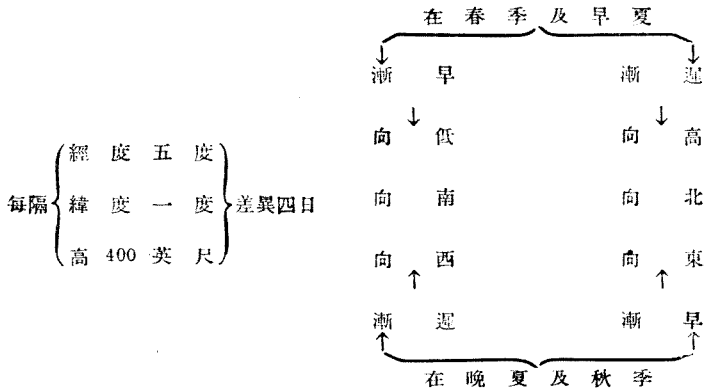 在春季及早夏
漸早 漸遲
向低 向高
向南 向北
向西 向東
漸遲 漸早
在晚夏及秋季
每隔
經度五度
緯度一度
高400英尺
差異四日